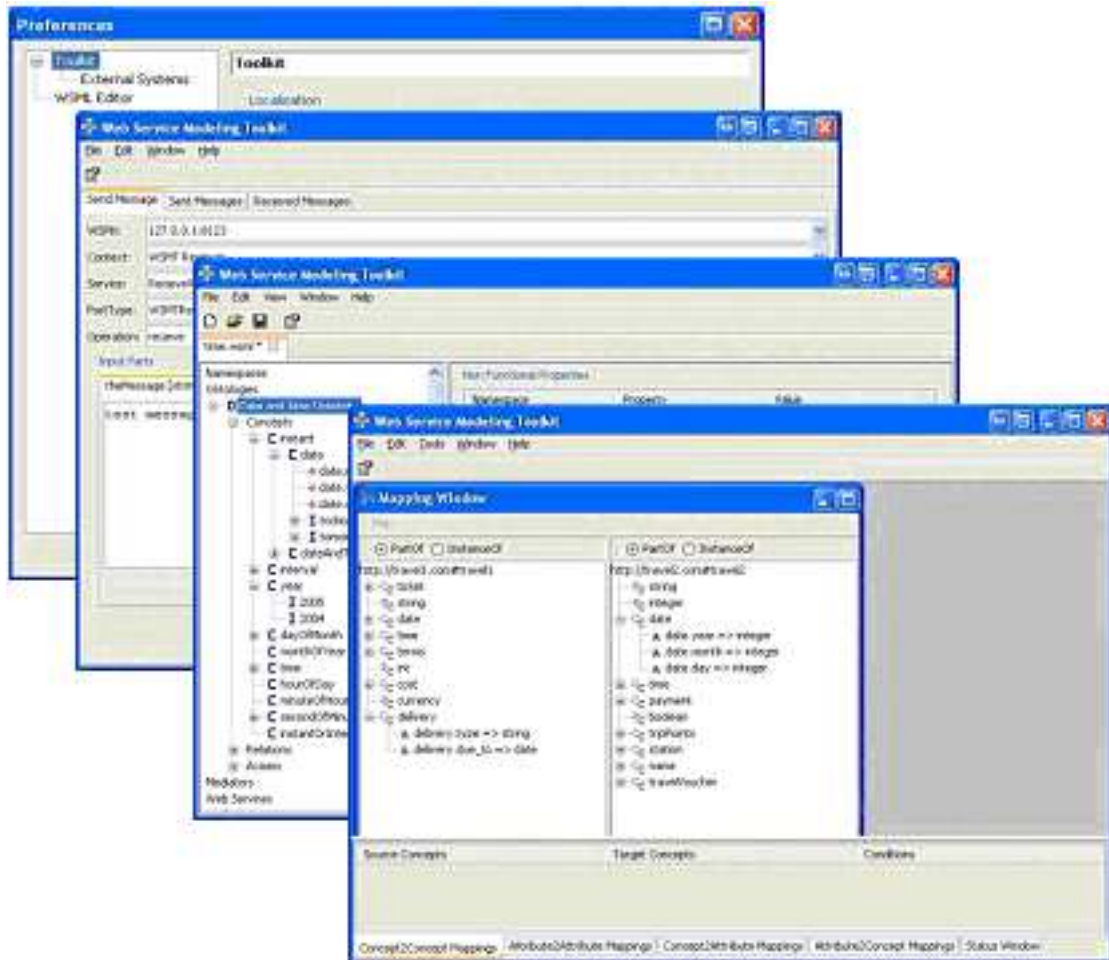 Preferences
Toolkit
External Systems
WSML Editor
Toolkit
Localization
Web Service Modeling Toolkit
File Edit Window Help
Send Message Sent Messages Received Messages
WSMX: 127.0.0.1:8123
Context:
Service:
PortType:
Operation: receive
Input Parts
Web Service Modeling Toolkit
File Edit View Window Help
Namespaces
Ontologies
Concepts
C instant
C date
C interval
C year
I 2005
I 2004
C dayOfMonth
C monthOfYear
C time
C hourOfDay
Relations
Axioms
Mediators
Web Services
Non Functional Properties
Namespace Property Value
Web Service Modeling Toolkit
File Edit Tools Window Help
Mapping Window
PartOf InstanceOf
http://travel1.com#travel1
ticket
string
date
time
cost
currency
delivery
delivery.type => string
delivery.due_to => date
PartOf InstanceOf
http://travel2.com#travel2
string
integer
date
date.year => integer
date.month => integer
date.day => integer
time
payment
boolean
station
name
travelVoucher
Source Concepts Target Concepts Conditions
Concept2Concept Mappings Attribute2Attribute Mappings Concept2Attribute Mappings Attribute2Concept Mappings Status Window